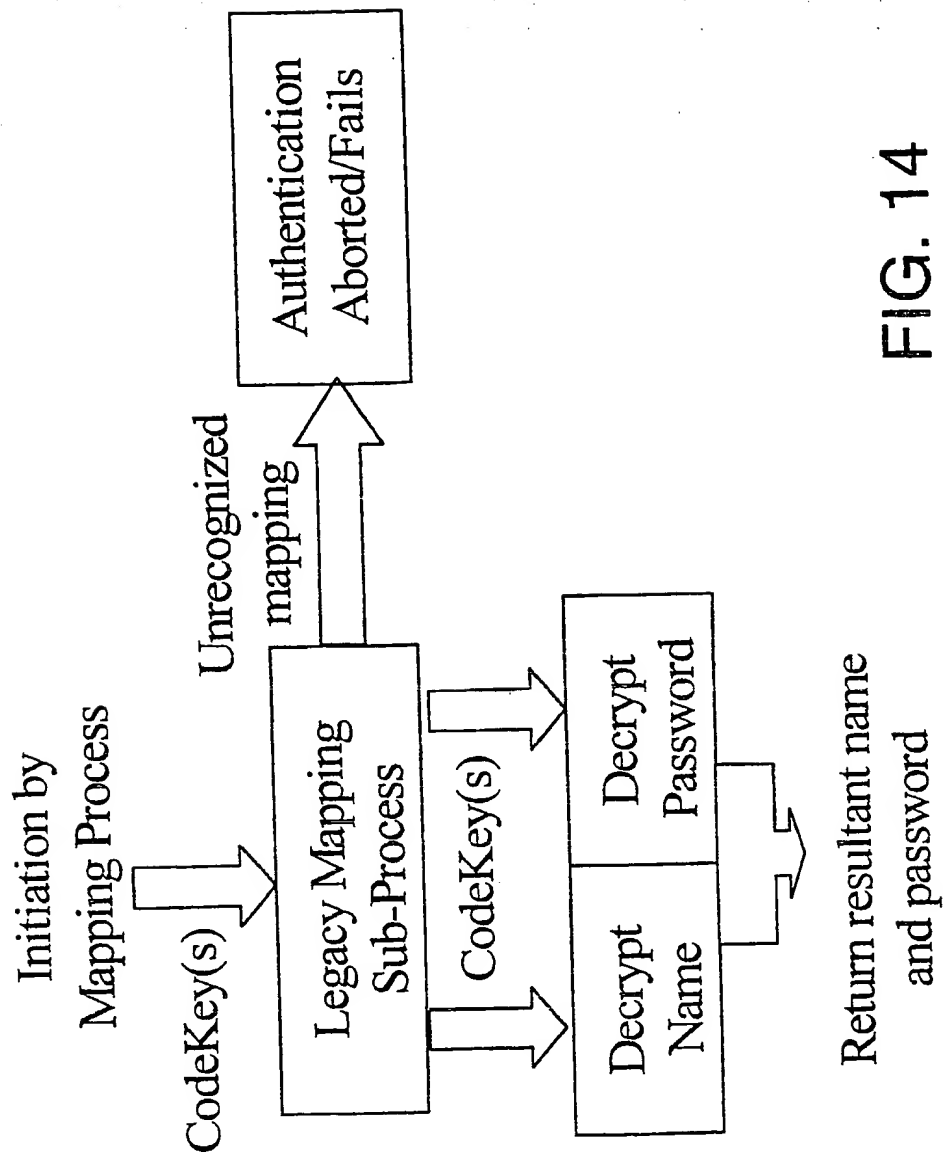 Initiation by
Mapping Process
CodeKey(s)
Legacy Mapping
Sub-Process
Unrecognized
mapping
Authentication
Aborted/Fails
CodeKey(s)
Decrypt
Name
Decrypt
Password
Return resultant name
and password
FIG. 14